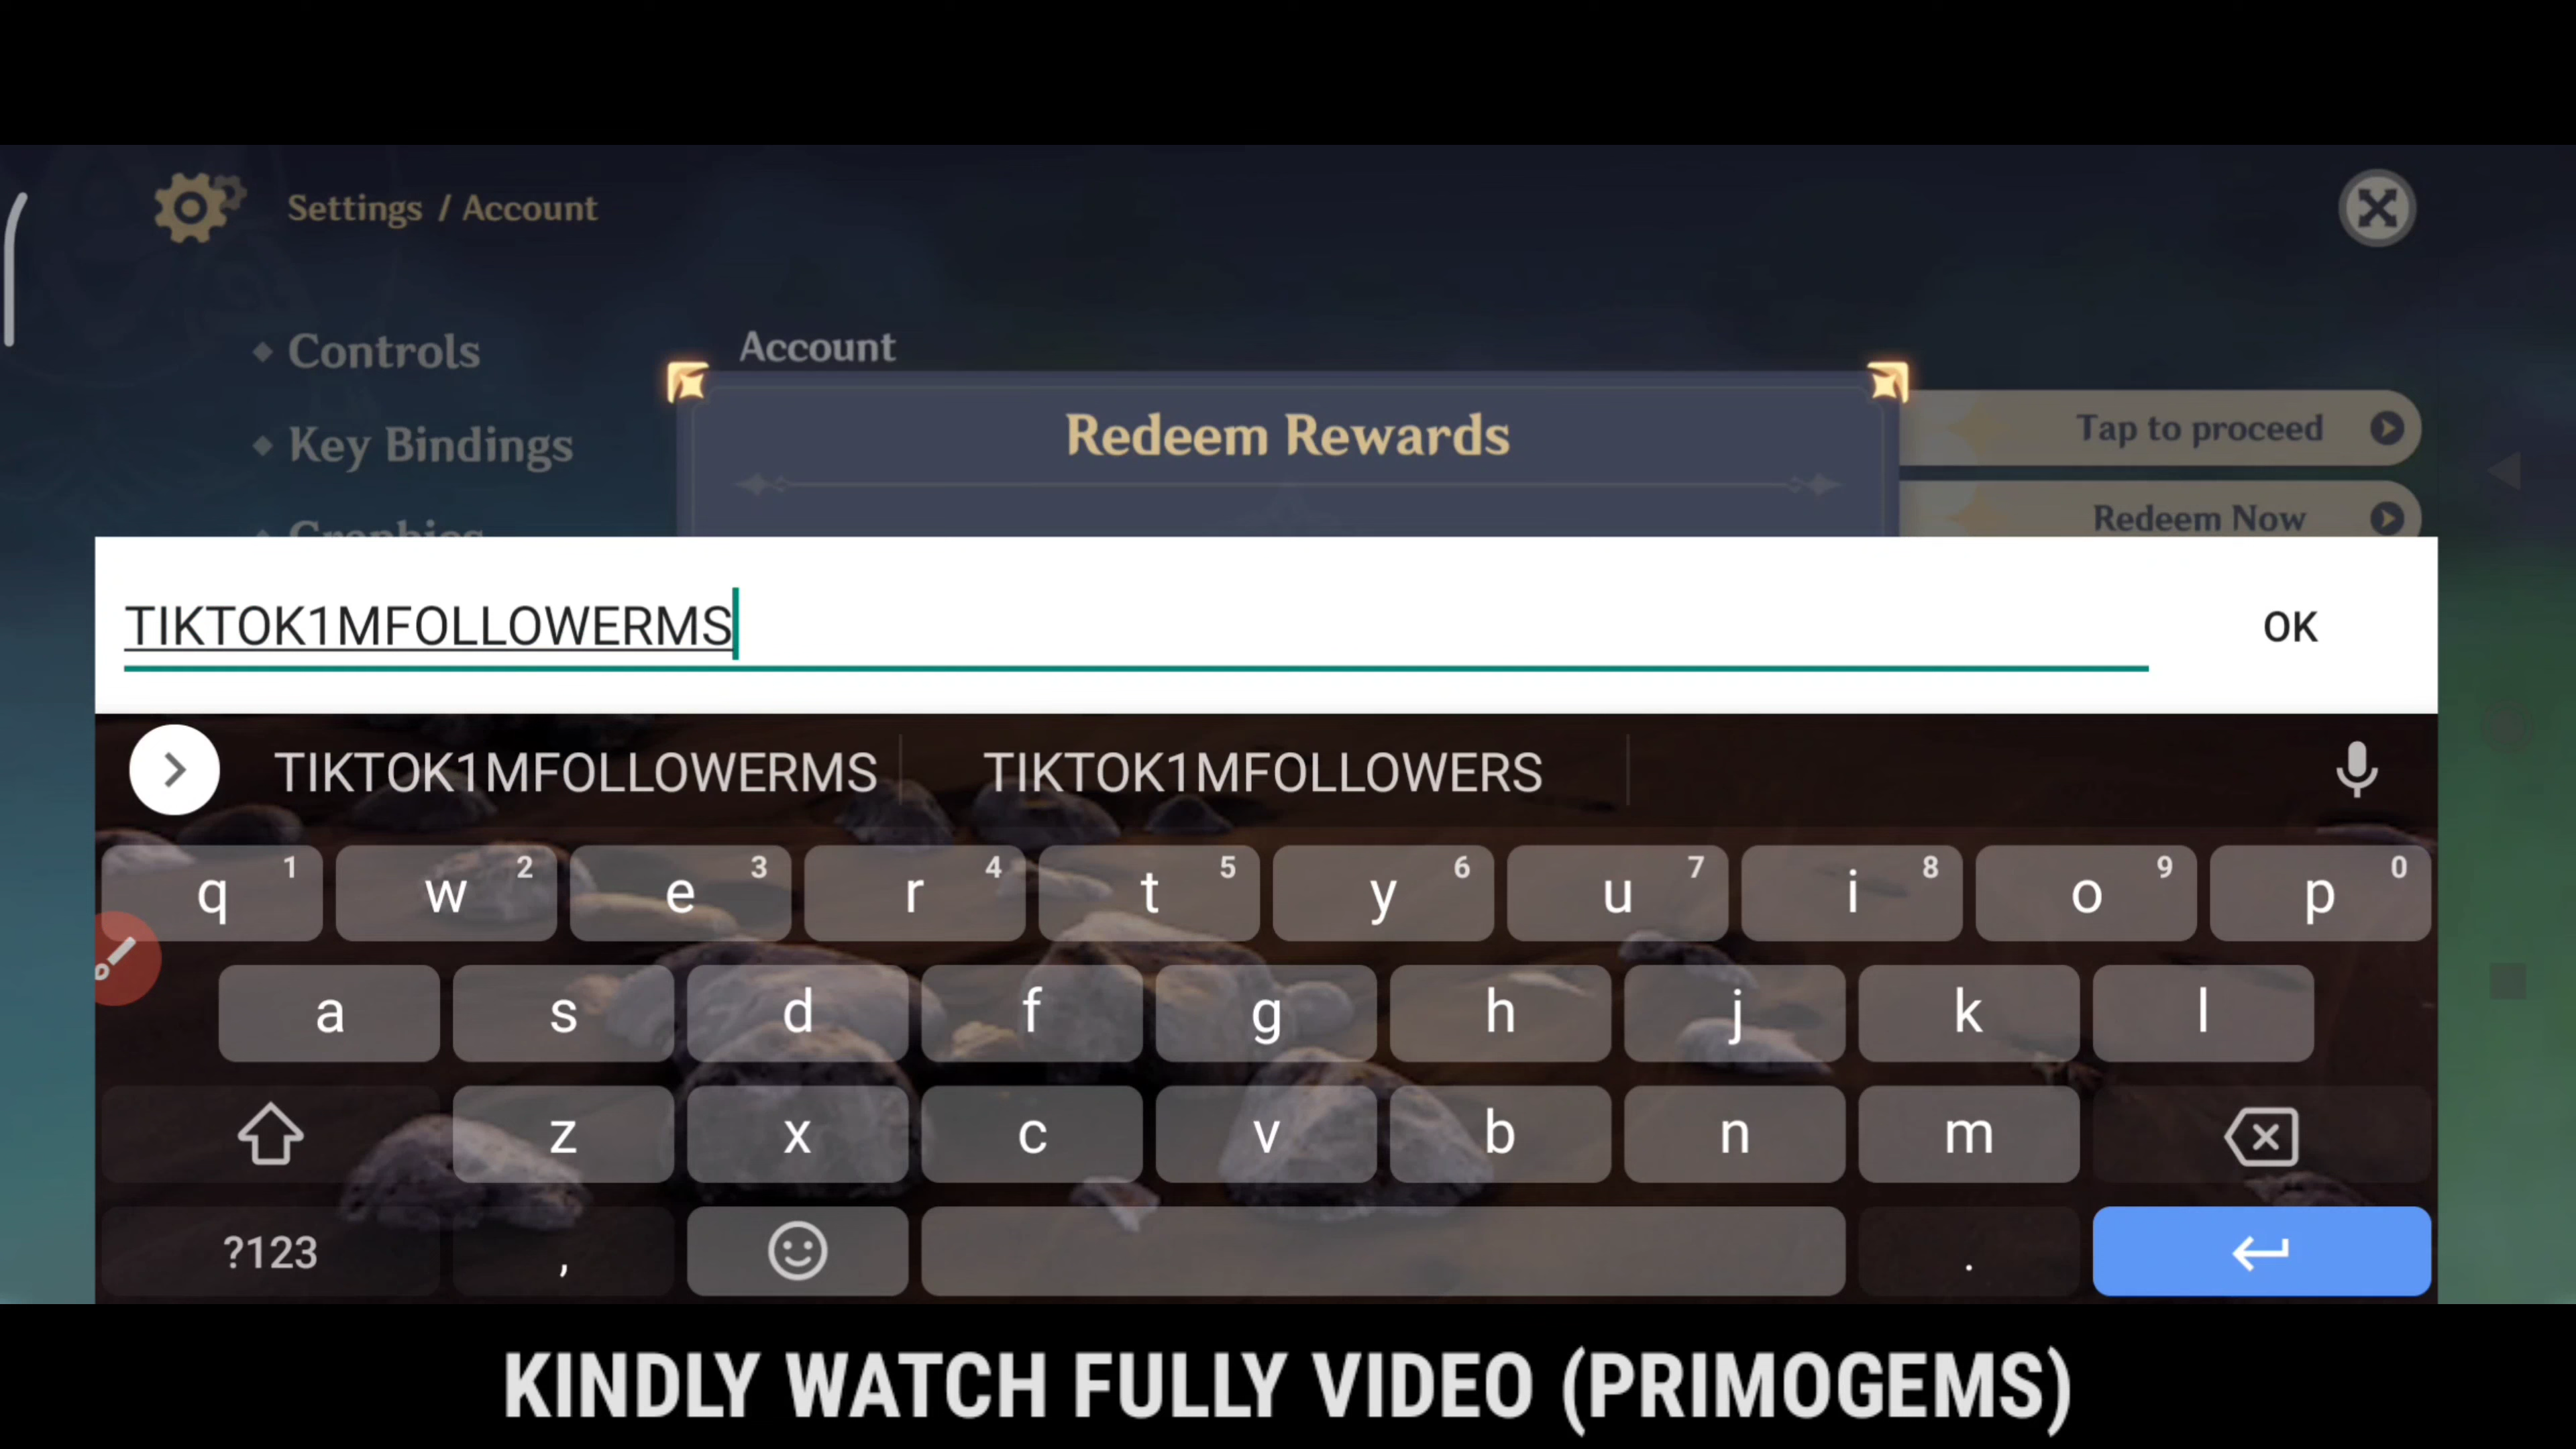 Settings / Account
Controls
Account
Key Bindings
Redeem Rewards
Tap to proceed
Graphics
Redeem Now
TIKTOK1MFOLLOWERMS
OK
TIKTOK1MFOLLOWERMS TIKTOK1MFOLLOWERS
q 1 w 2 e 3 r 4 t 5 y 6 u 7 i 8 o 9 p 0
a s d f g h j k l
z x c v b n m
?123 , .
KINDLY WATCH FULLY VIDEO (PRIMOGEMS)